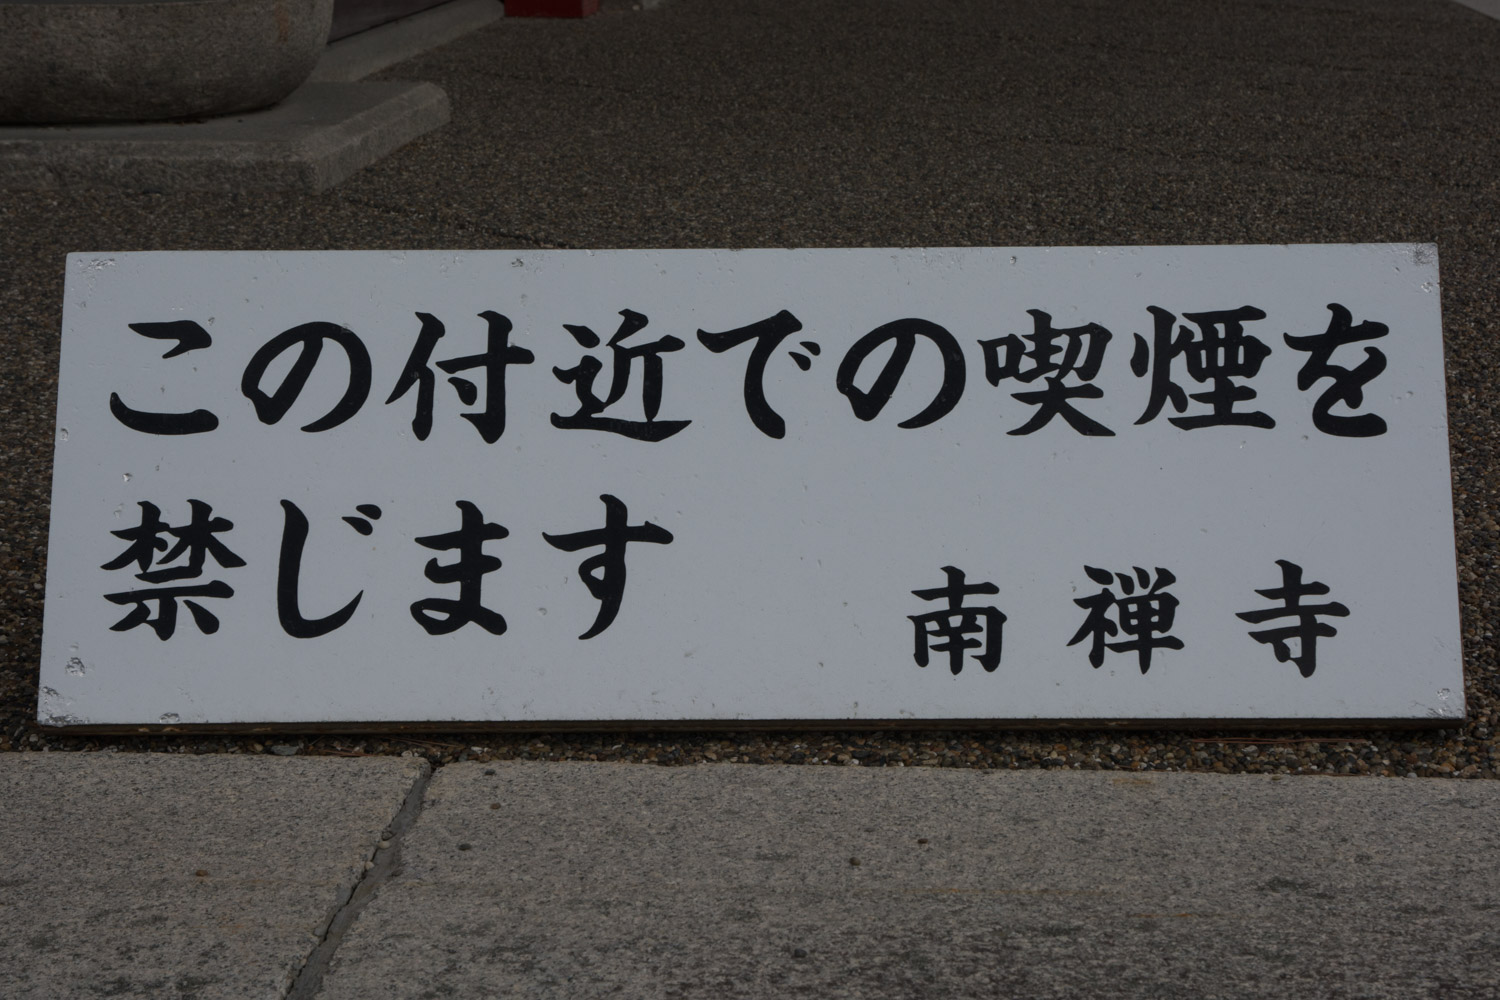 この付近での喫煙を
禁じます
南禅寺